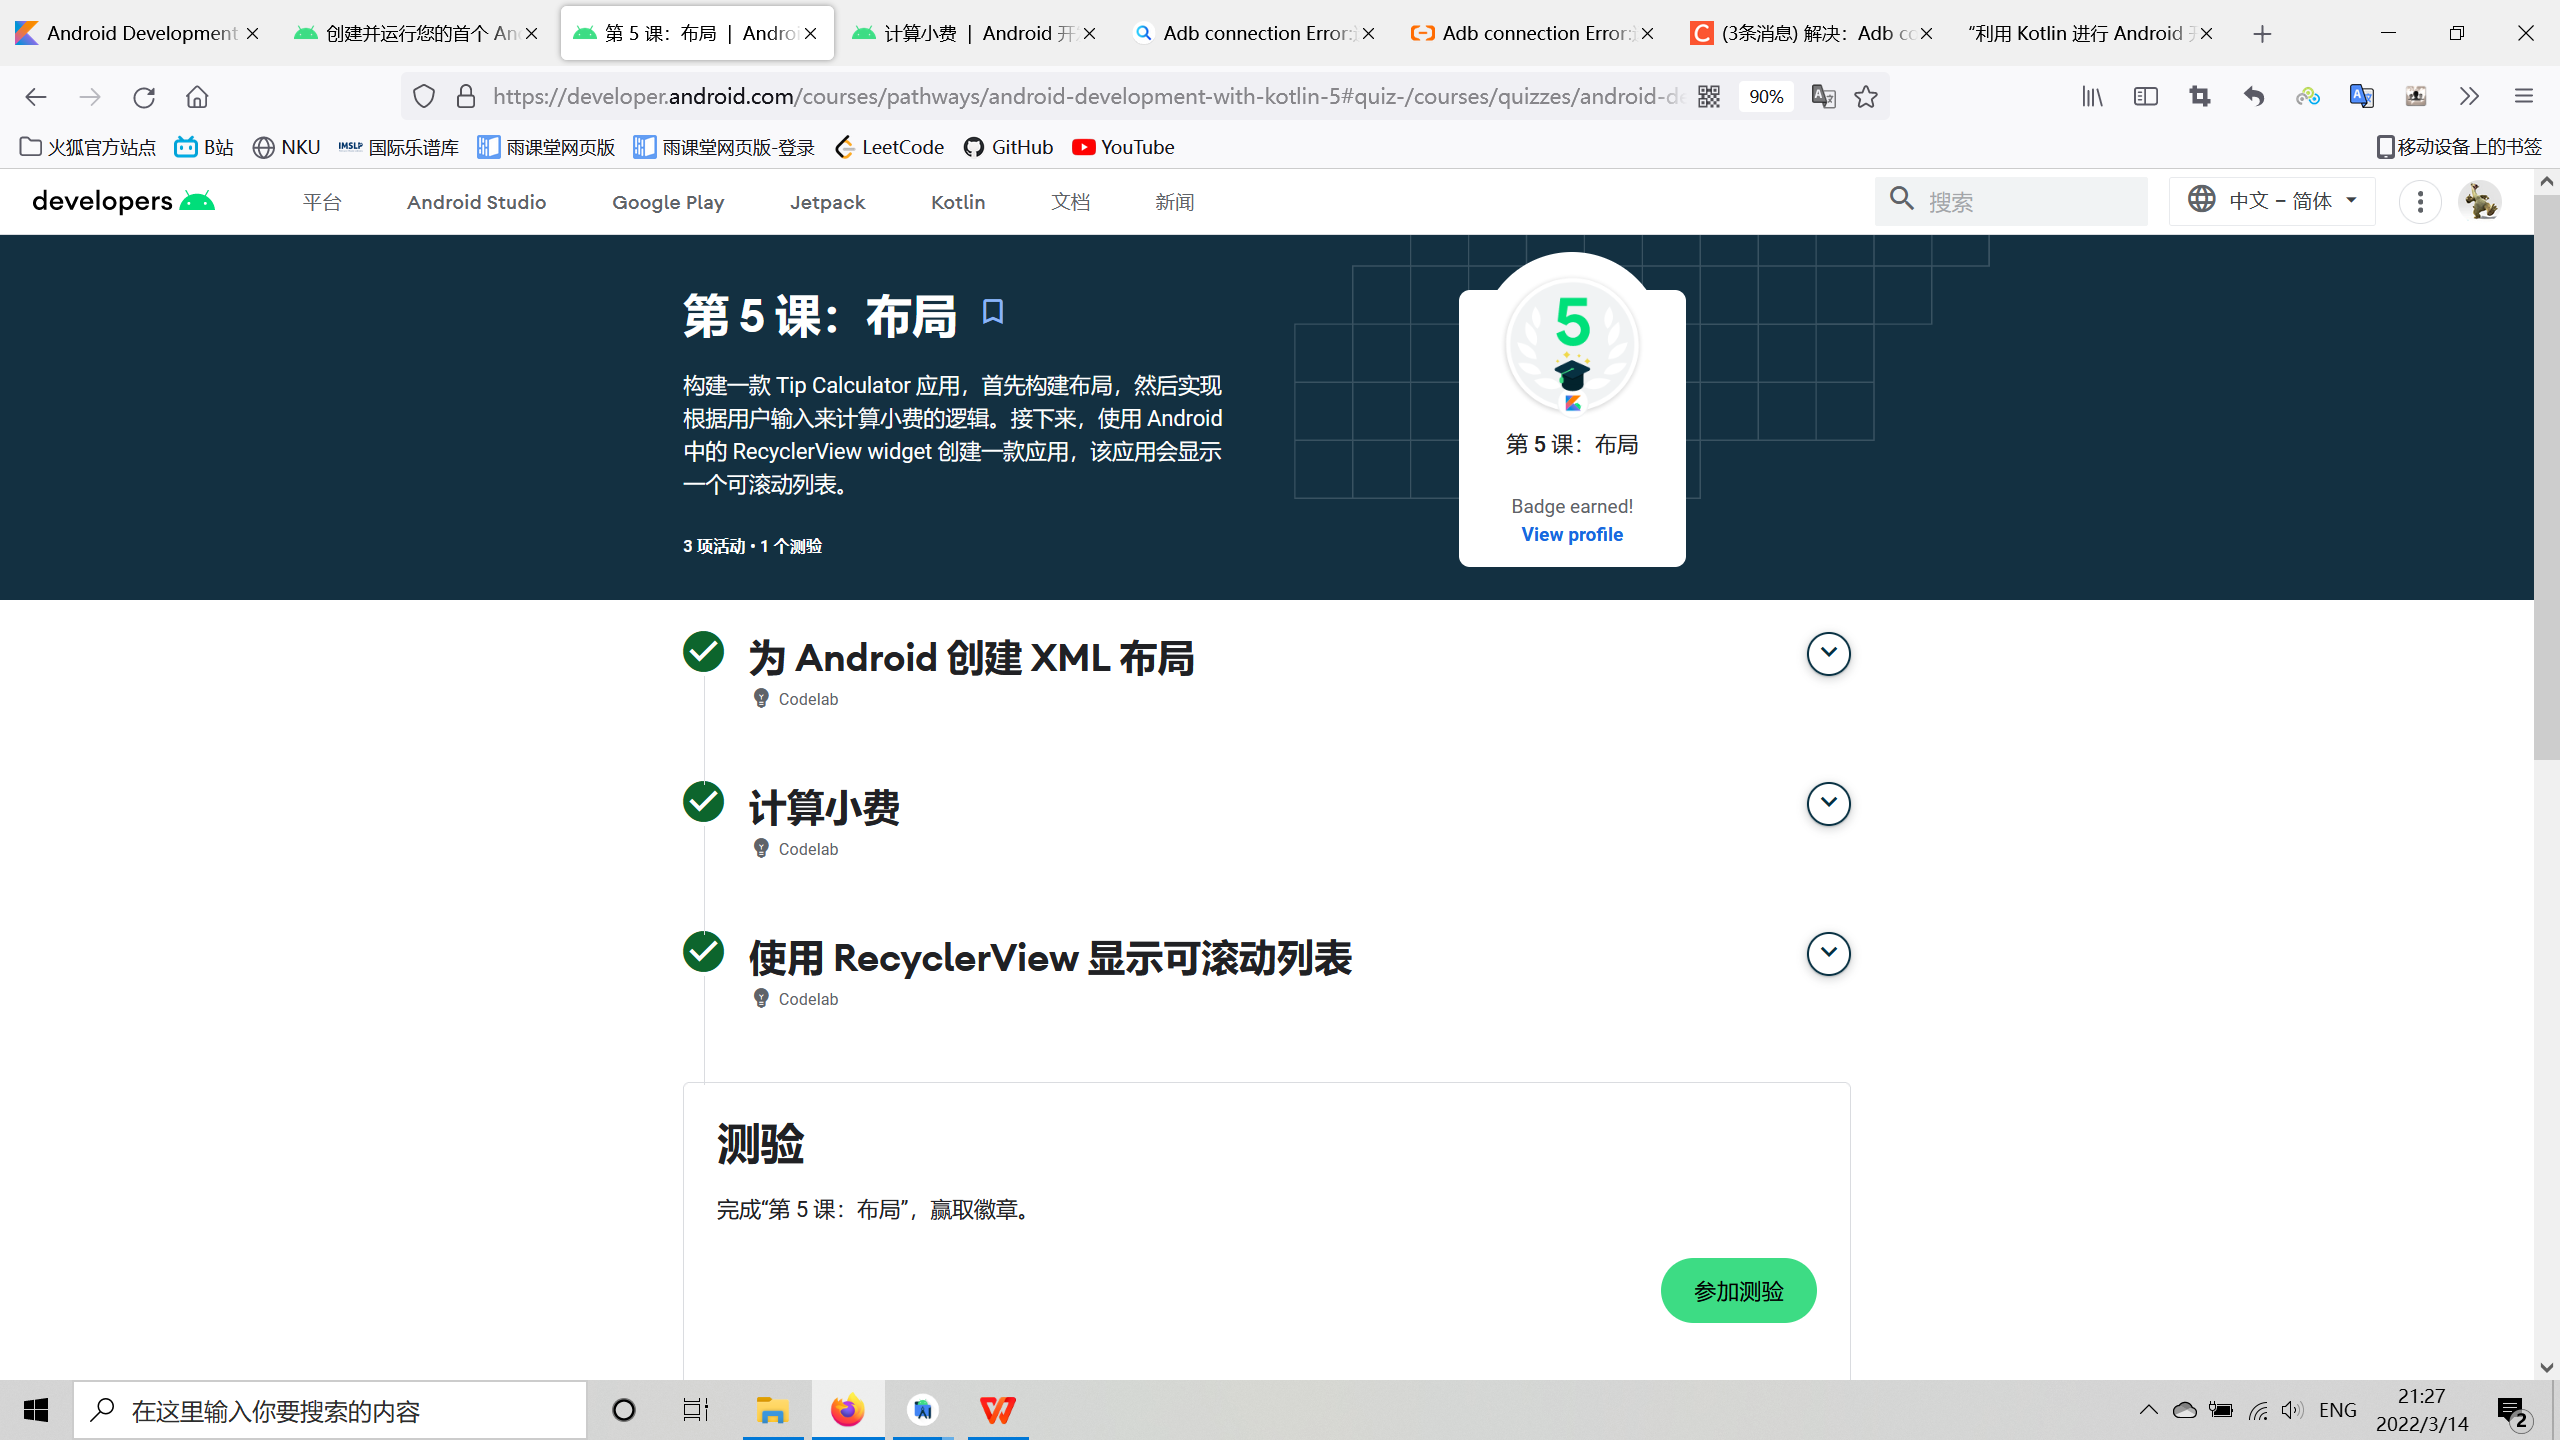 Android Development
创建并运行您的首个 An
第 5 课：布局 | Androi
计算小费 | Android 开
Adb connection Error:
Adb connection Error:
(3条消息) 解决：Adb co
“利用 Kotlin 进行 Android 开
https://developer.android.com/courses/pathways/android-development-with-kotlin-5#quiz-/courses/quizzes/android-de
90%
火狐官方站点
B站
NKU
IMSLP 国际乐谱库
雨课堂网页版
雨课堂网页版-登录
LeetCode
GitHub
YouTube
移动设备上的书签
developers
平台
Android Studio
Google Play
Jetpack
Kotlin
文档
新闻
搜索
中文 – 简体
第 5 课：布局
构建一款 Tip Calculator 应用，首先构建布局，然后实现
根据用户输入来计算小费的逻辑。接下来，使用 Android
中的 RecyclerView widget 创建一款应用，该应用会显示
一个可滚动列表。
3 项活动 • 1 个测验
5
第 5 课：布局
Badge earned!
View profile
为 Android 创建 XML 布局
Codelab
计算小费
Codelab
使用 RecyclerView 显示可滚动列表
Codelab
测验
完成“第 5 课：布局”，赢取徽章。
参加测验
在这里输入你要搜索的内容
ENG
21:27
2022/3/14
2